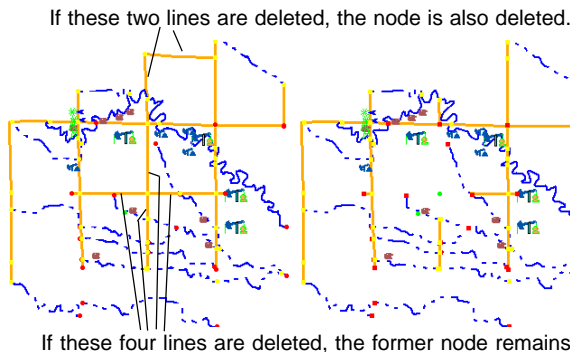 If these two lines are deleted, the node is also deleted.
If these four lines are deleted, the former node remains